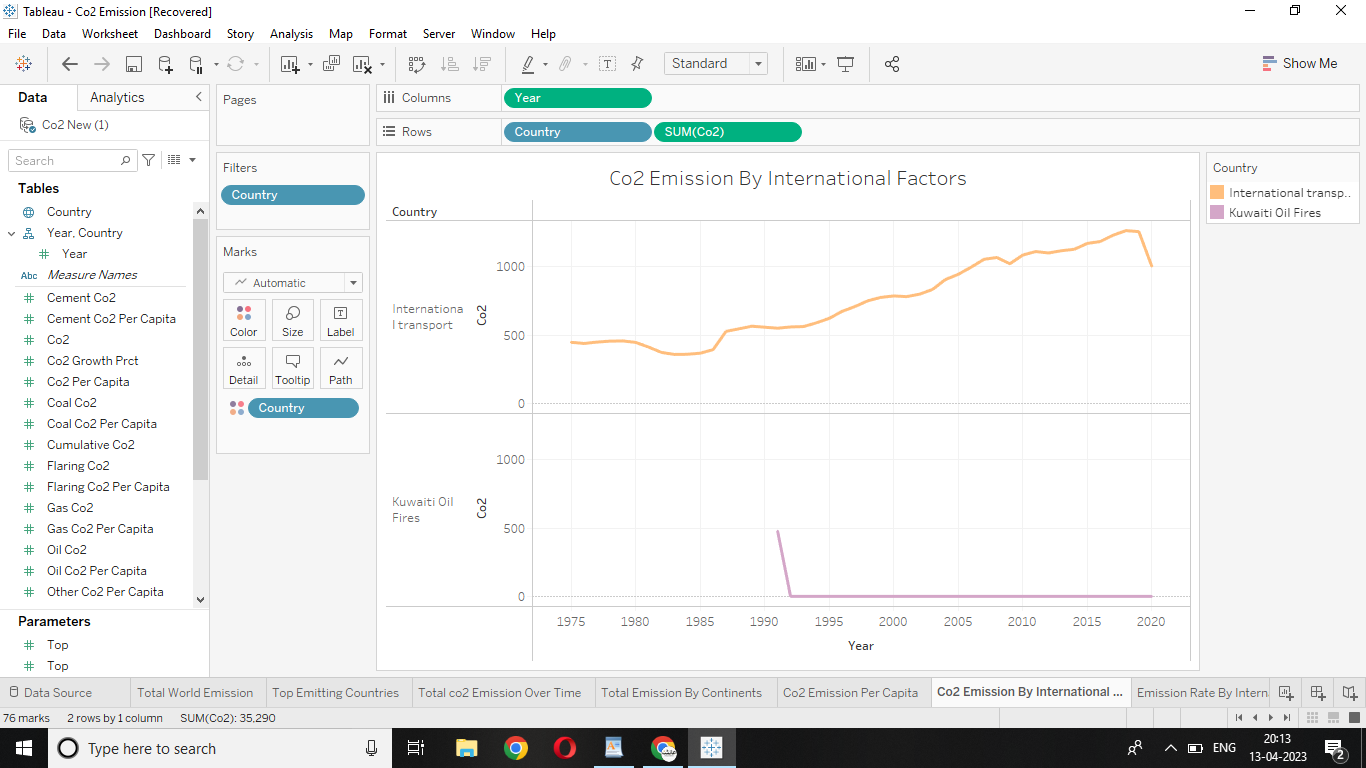 Tableau - Co2 Emission [Recovered]
File Data Worksheet Dashboard Story Analysis Map Format Server Window Help
Standard
Show Me
Data Analytics
Co2 New (1)
Search
Tables
Country
Year, Country
Year
Abc Measure Names
Cement Co2
Cement Co2 Per Capita
Co2
Co2 Growth Prct
Co2 Per Capita
Coal Co2
Coal Co2 Per Capita
Cumulative Co2
Flaring Co2
Flaring Co2 Per Capita
Gas Co2
Gas Co2 Per Capita
Oil Co2
Oil Co2 Per Capita
Other Co2 Per Capita
Parameters
Top
Top
Pages
Filters
Country
Marks
Automatic
Color Size Label
Detail Tooltip Path
Country
Columns Year
Rows Country SUM(Co2)
Co2 Emission By International Factors
Country
Internationa
l transport
Co2
1000
500
0
Kuwaiti Oil
Fires
Co2
1000
500
0
1975 1980 1985 1990 1995 2000 2005 2010 2015 2020
Year
Country
International transp..
Kuwaiti Oil Fires
Data Source Total World Emission Top Emitting Countries Total co2 Emission Over Time Total Emission By Continents Co2 Emission Per Capita Co2 Emission By International ... Emission Rate By Intern
76 marks 2 rows by 1 column SUM(Co2): 35,290
Type here to search
ENG
20:13
13-04-2023
2